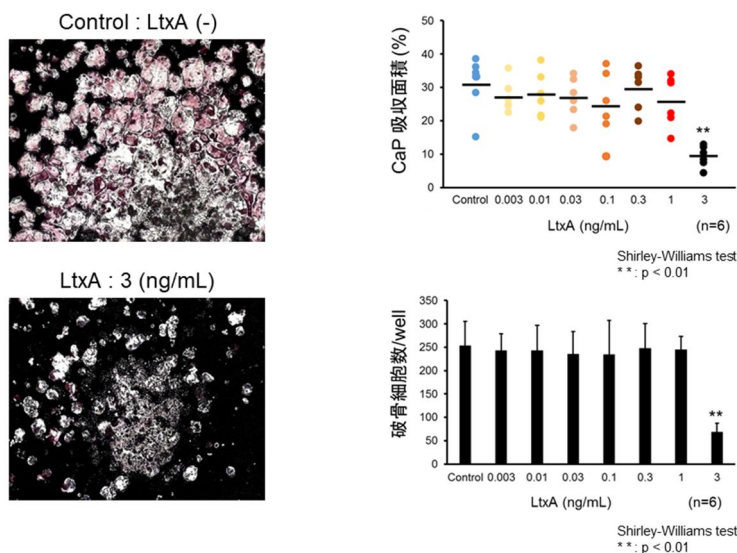 Control : LtxA (-)
LtxA : 3 (ng/mL)
CaP 吸収面積 (%)
50
40
30
20
10
0
**
Control 0.003 0.01 0.03 0.1 0.3 1 3
LtxA (ng/mL) (n=6)
Shirley-Williams test
* * : p < 0.01
破骨細胞数/well
350
300
250
200
150
100
50
0
**
Control 0.003 0.01 0.03 0.1 0.3 1 3
LtxA (ng/mL) (n=6)
Shirley-Williams test
* * : p < 0.01